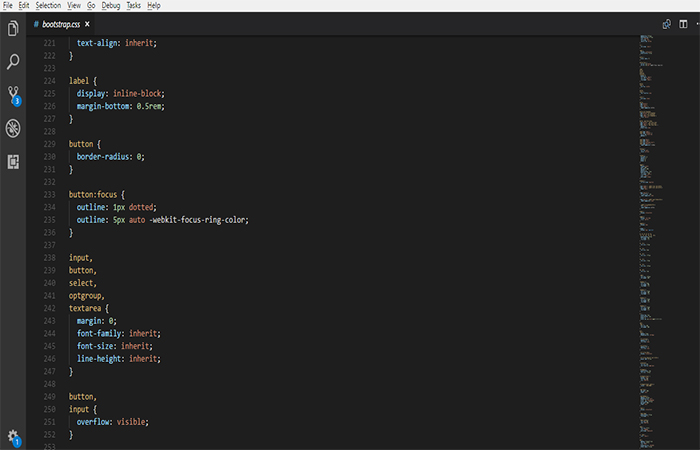 File Edit Selection View Go Debug Tasks Help
# bootstrap.css ×
221 text-align: inherit;
222 }
223
224 label {
225 display: inline-block;
226 margin-bottom: 0.5rem;
227 }
228
229 button {
230 border-radius: 0;
231 }
232
233 button:focus {
234 outline: 1px dotted;
235 outline: 5px auto -webkit-focus-ring-color;
236 }
237
238 input,
239 button,
240 select,
241 optgroup,
242 textarea {
243 margin: 0;
244 font-family: inherit;
245 font-size: inherit;
246 line-height: inherit;
247 }
248
249 button,
250 input {
251 overflow: visible;
252 }
253
3
1